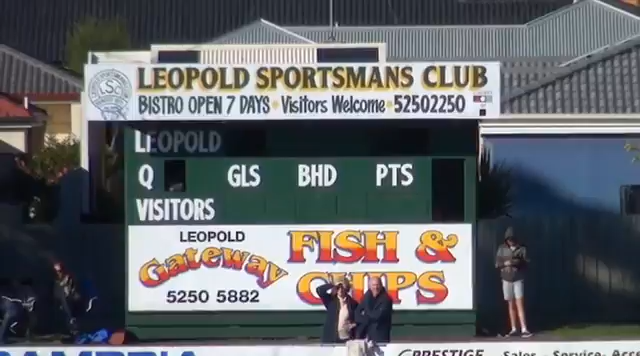 LSC
LEOPOLD SPORTSMANS CLUB
BISTRO OPEN 7 DAYS • Visitors Welcome • 52502250
LEOPOLD
Q GLS BHD PTS
VISITORS
LEOPOLD
Gateway
5250 5882
FISH &
CHIPS
PRESTIGE Sales Service